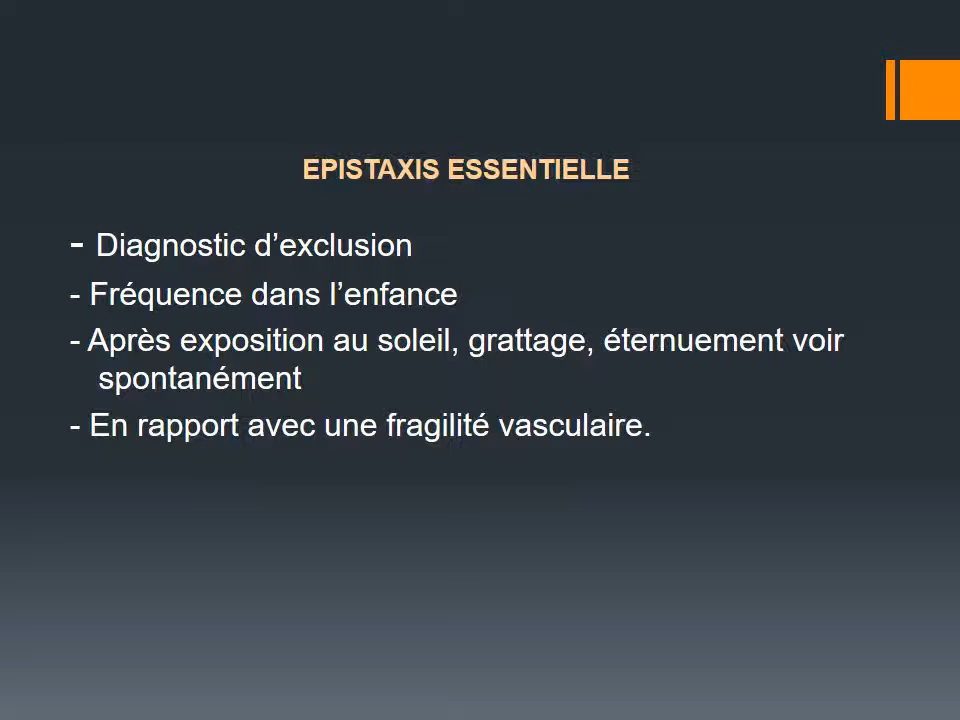 EPISTAXIS ESSENTIELLE
- Diagnostic d’exclusion
- Fréquence dans l’enfance
- Après exposition au soleil, grattage, éternuement voir
spontanément
- En rapport avec une fragilité vasculaire.